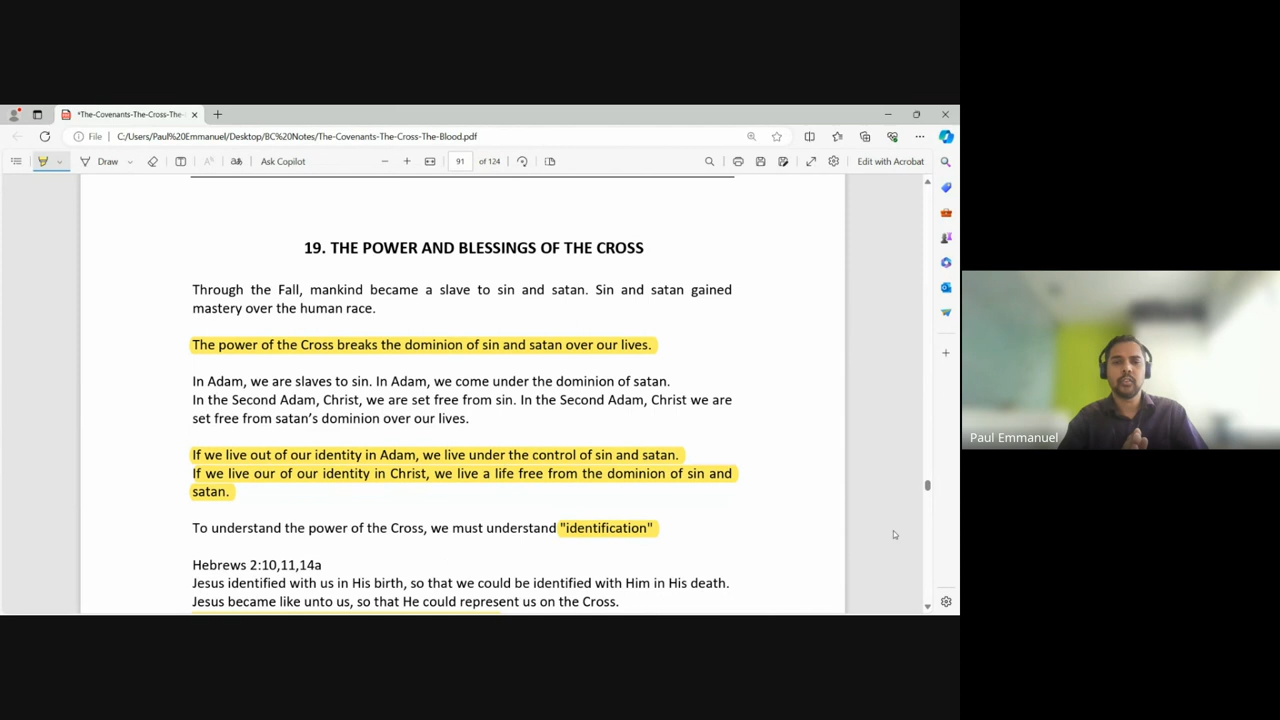 *The-Covenants-The-Cross-The-
File
C:/Users/Paul%20Emmanuel/Desktop/BC%20Notes/The-Covenants-The-Cross-The-Blood.pdf
Draw
Ask Copilot
91 of 124
Edit with Acrobat
19. THE POWER AND BLESSINGS OF THE CROSS
Through the Fall, mankind became a slave to sin and satan. Sin and satan gained
mastery over the human race.
The power of the Cross breaks the dominion of sin and satan over our lives.
In Adam, we are slaves to sin. In Adam, we come under the dominion of satan.
In the Second Adam, Christ, we are set free from sin. In the Second Adam, Christ we are
set free from satan's dominion over our lives.
If we live out of our identity in Adam, we live under the control of sin and satan.
If we live our of our identity in Christ, we live a life free from the dominion of sin and
satan.
To understand the power of the Cross, we must understand "identification"
Hebrews 2:10,11,14a
Jesus identified with us in His birth, so that we could be identified with Him in His death.
Jesus became like unto us, so that He could represent us on the Cross.
Paul Emmanuel